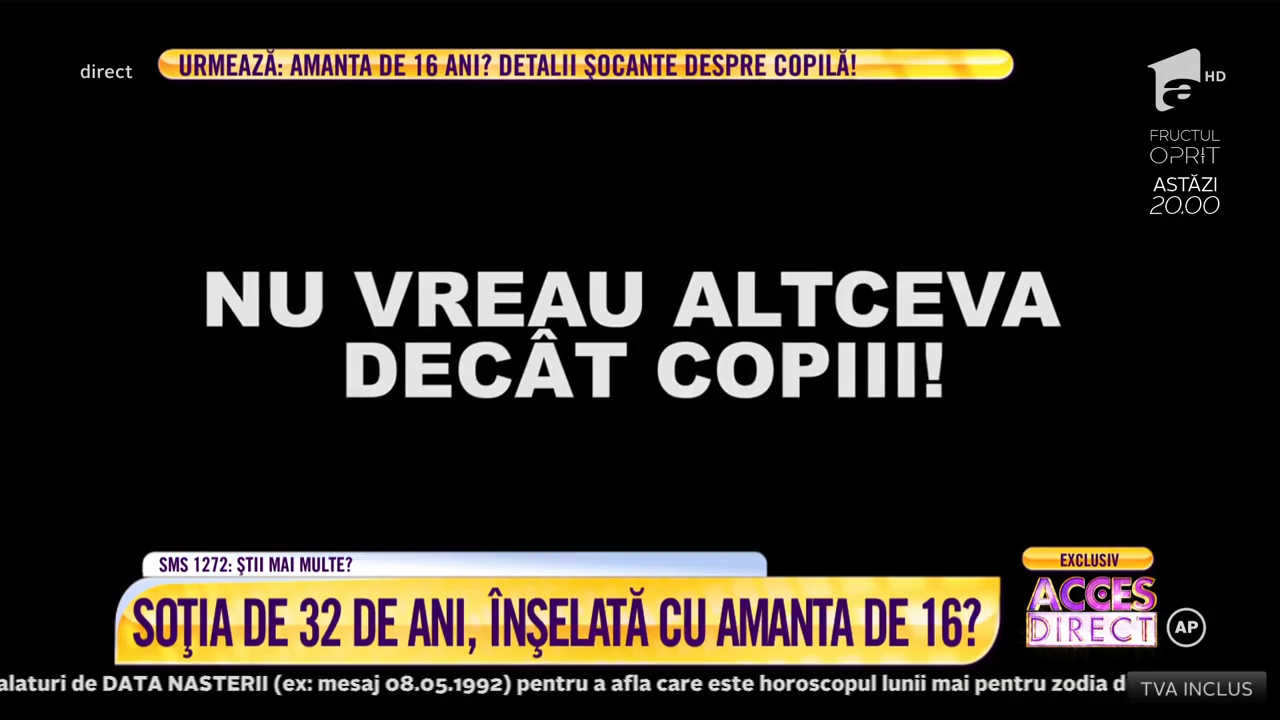 direct
URMEAZĂ: AMANTA DE 16 ANI? DETALII ŞOCANTE DESPRE COPILĂ!
a HD
FRUCTUL
OPRIT
ASTĂZI
20.00
NU VREAU ALTCEVA
DECÂT COPIII!
SMS 1272: ŞTII MAI MULTE?
SOŢIA DE 32 DE ANI, ÎNŞELATĂ CU AMANTA DE 16?
EXCLUSIV
ACCES
DIRECT
AP
alaturi de DATA NASTERII (ex: mesaj 08.05.1992) pentru a afla care este horoscopul lunii mai pentru zodia d
TVA INCLUS